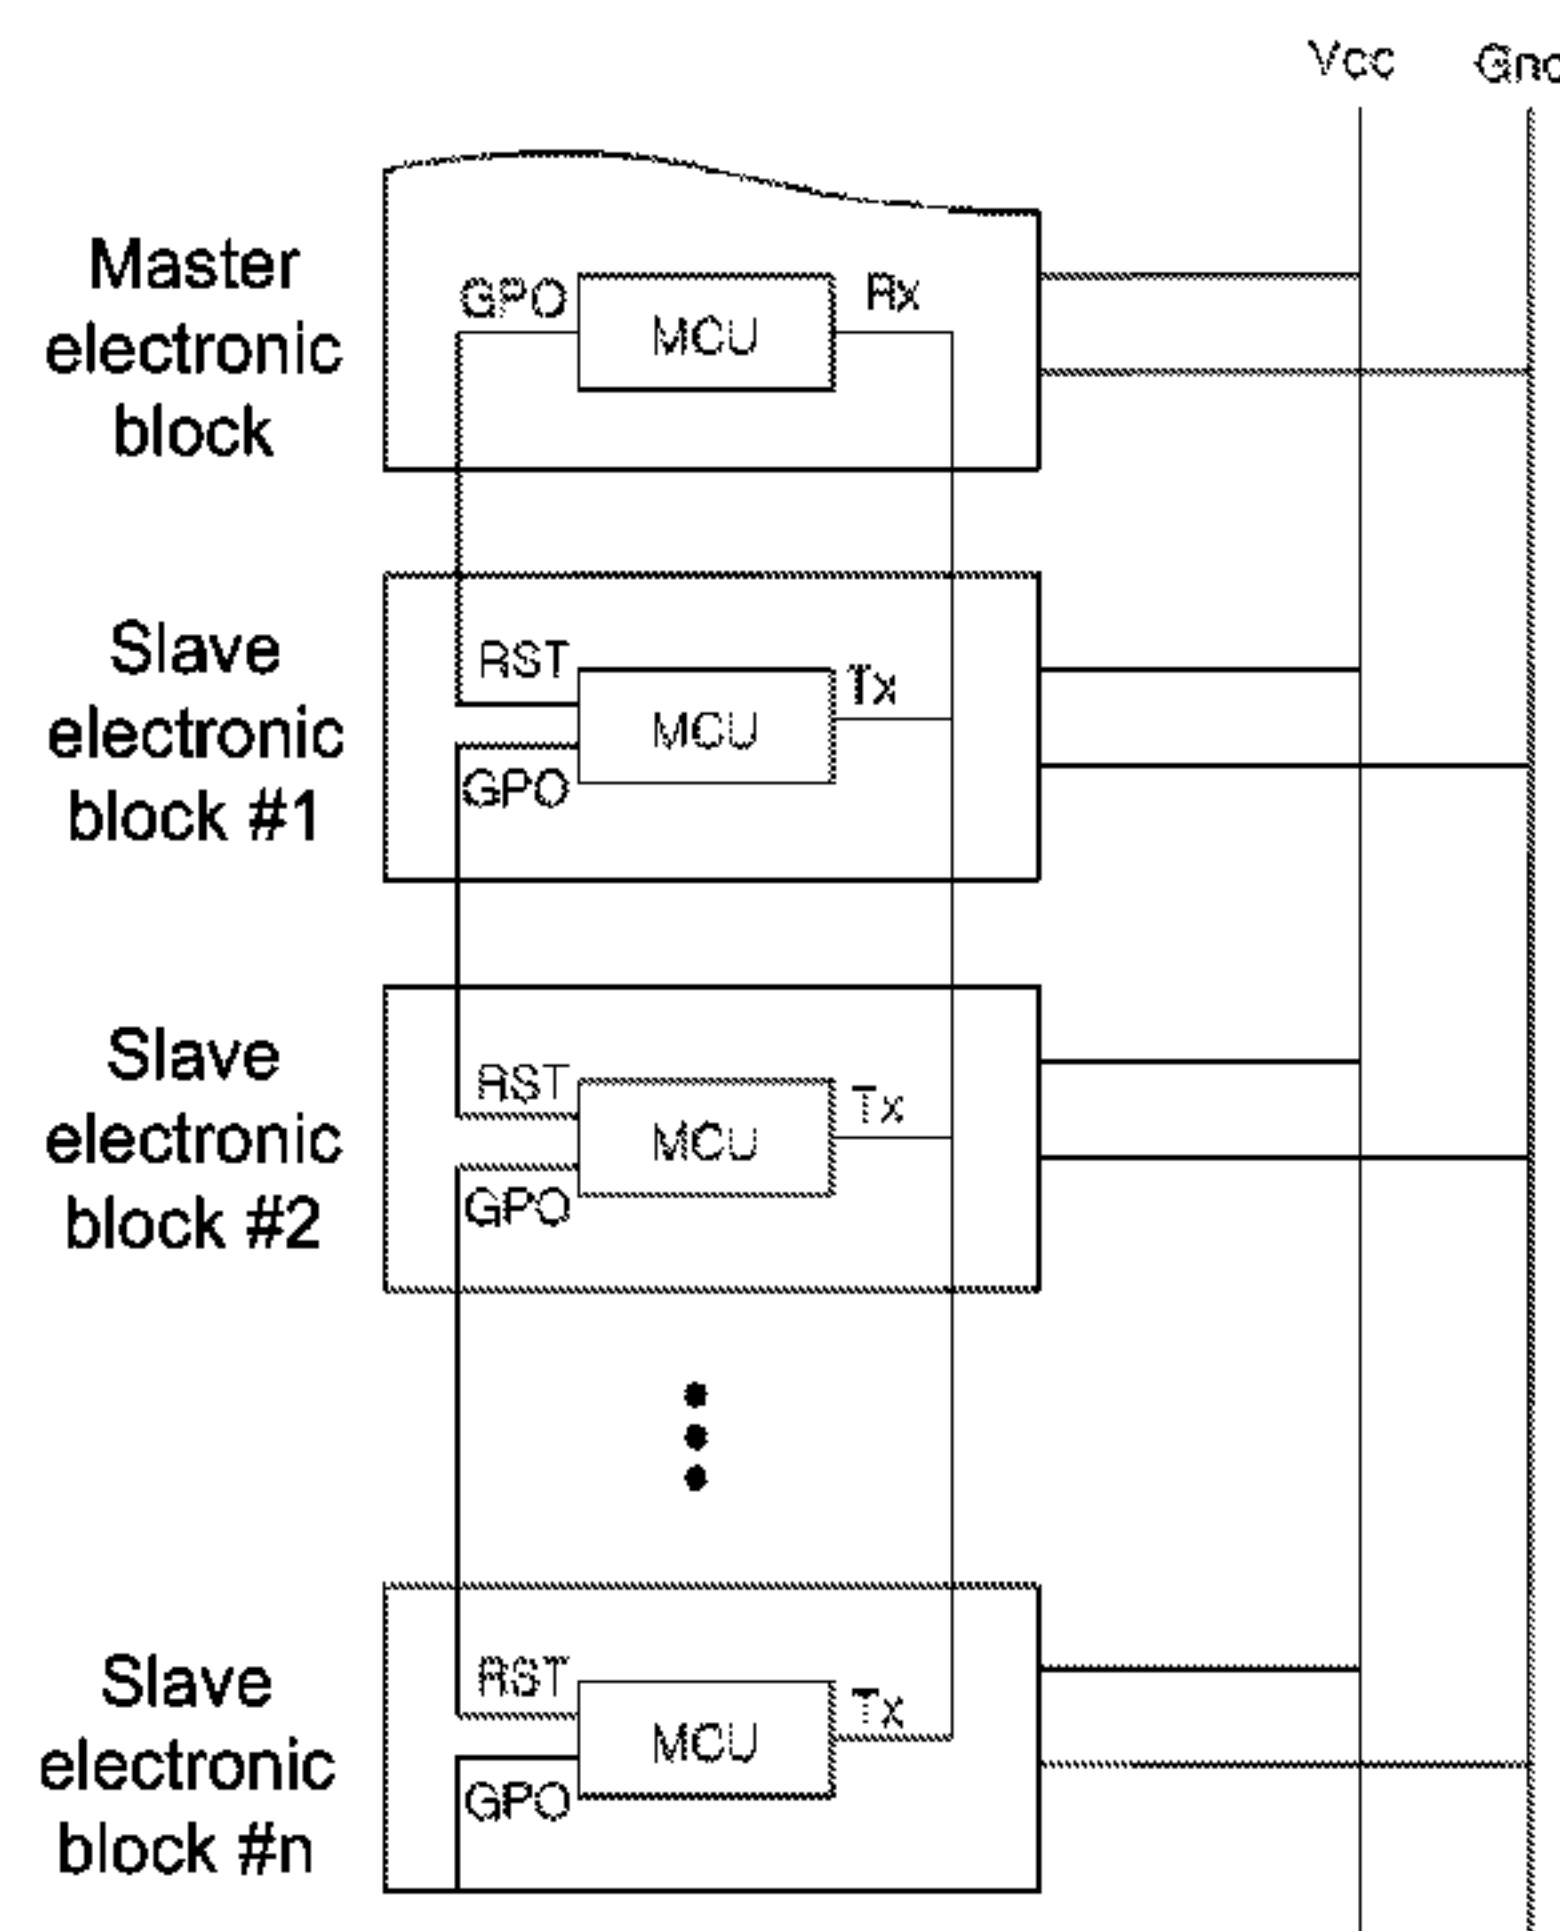 Vcc
Gnd
Master
electronic
block
GPO
MCU
Rx
Slave
electronic
block #1
RST
MCU
Tx
GPO
Slave
electronic
block #2
RST
MCU
Tx
GPO
Slave
electronic
block #n
RST
MCU
Tx
GPO